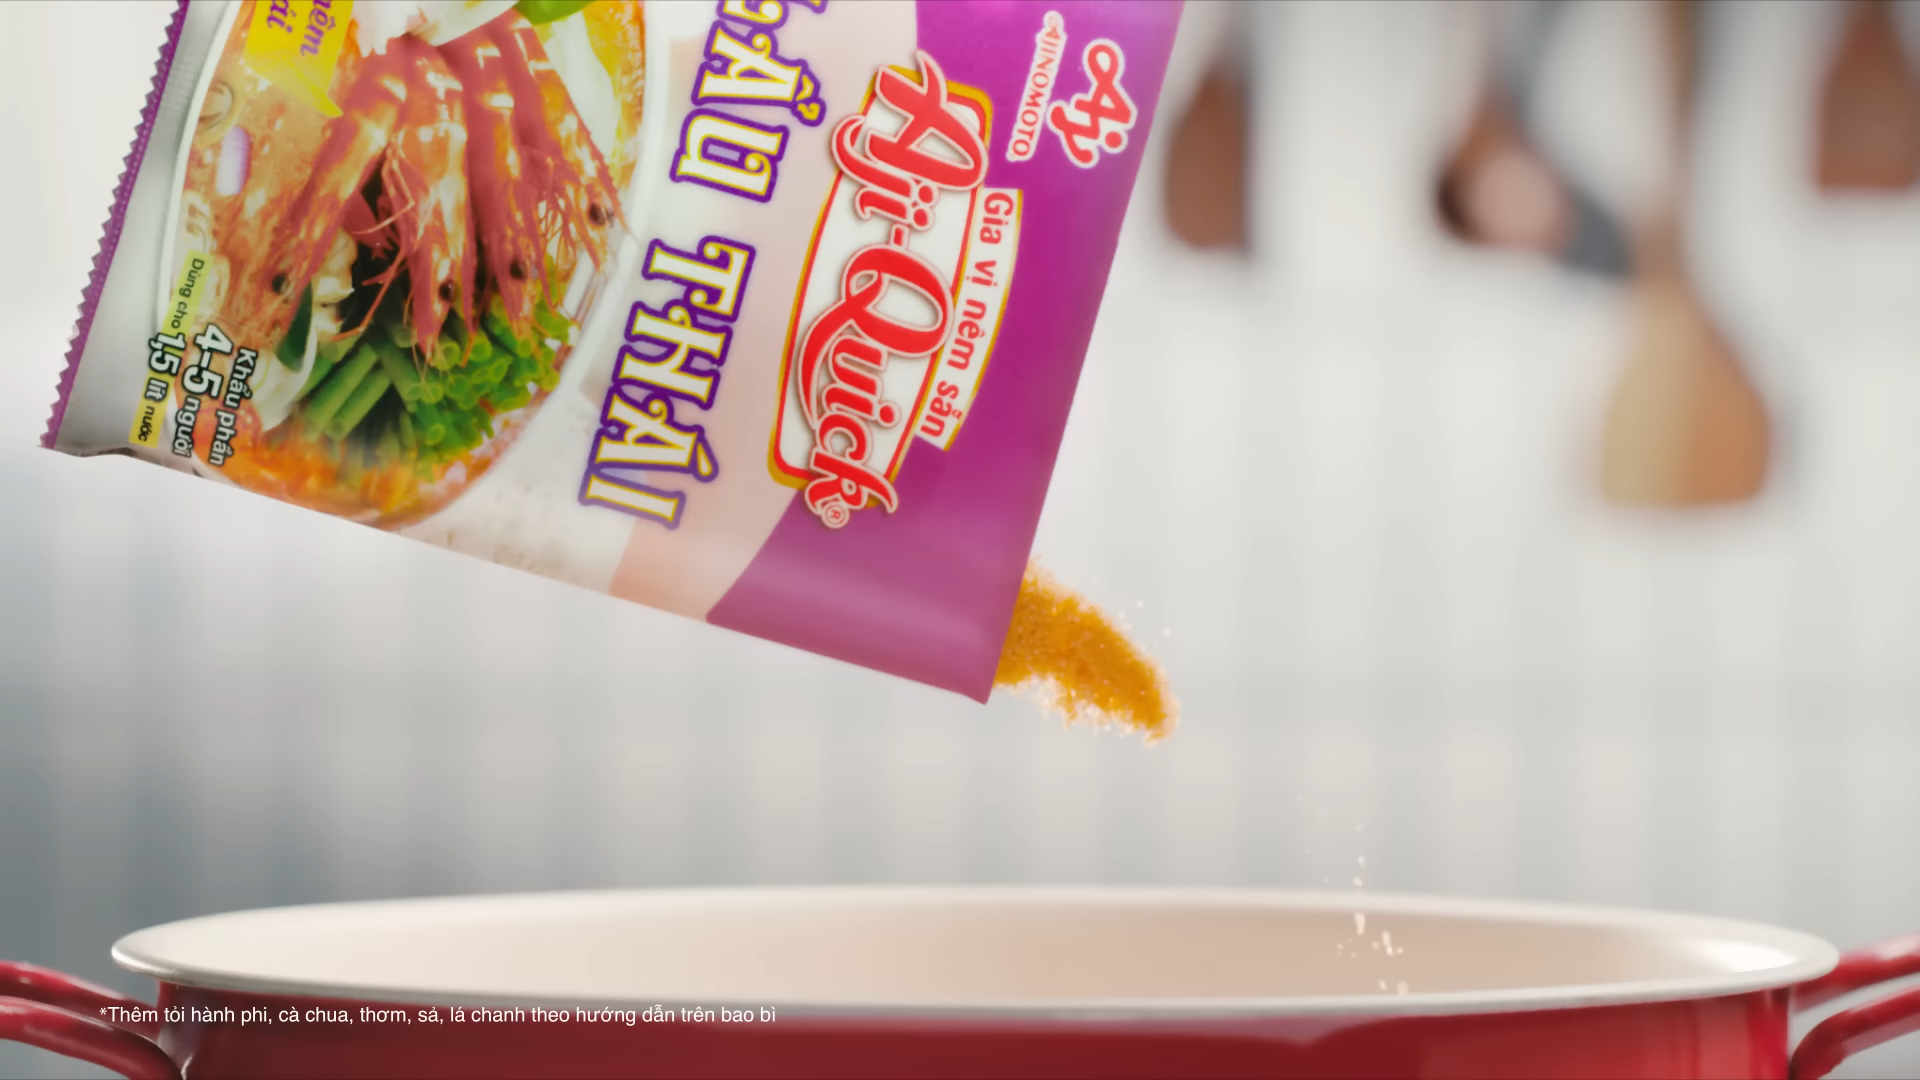 AJINOMOTO
Aji-Quick®
Gia vị nêm sẵn
LẨU THÁI
Khẩu phần
4-5 người
Dùng cho 1,5 lít nước
*Thêm tỏi hành phi, cà chua, thơm, sả, lá chanh theo hướng dẫn trên bao bì